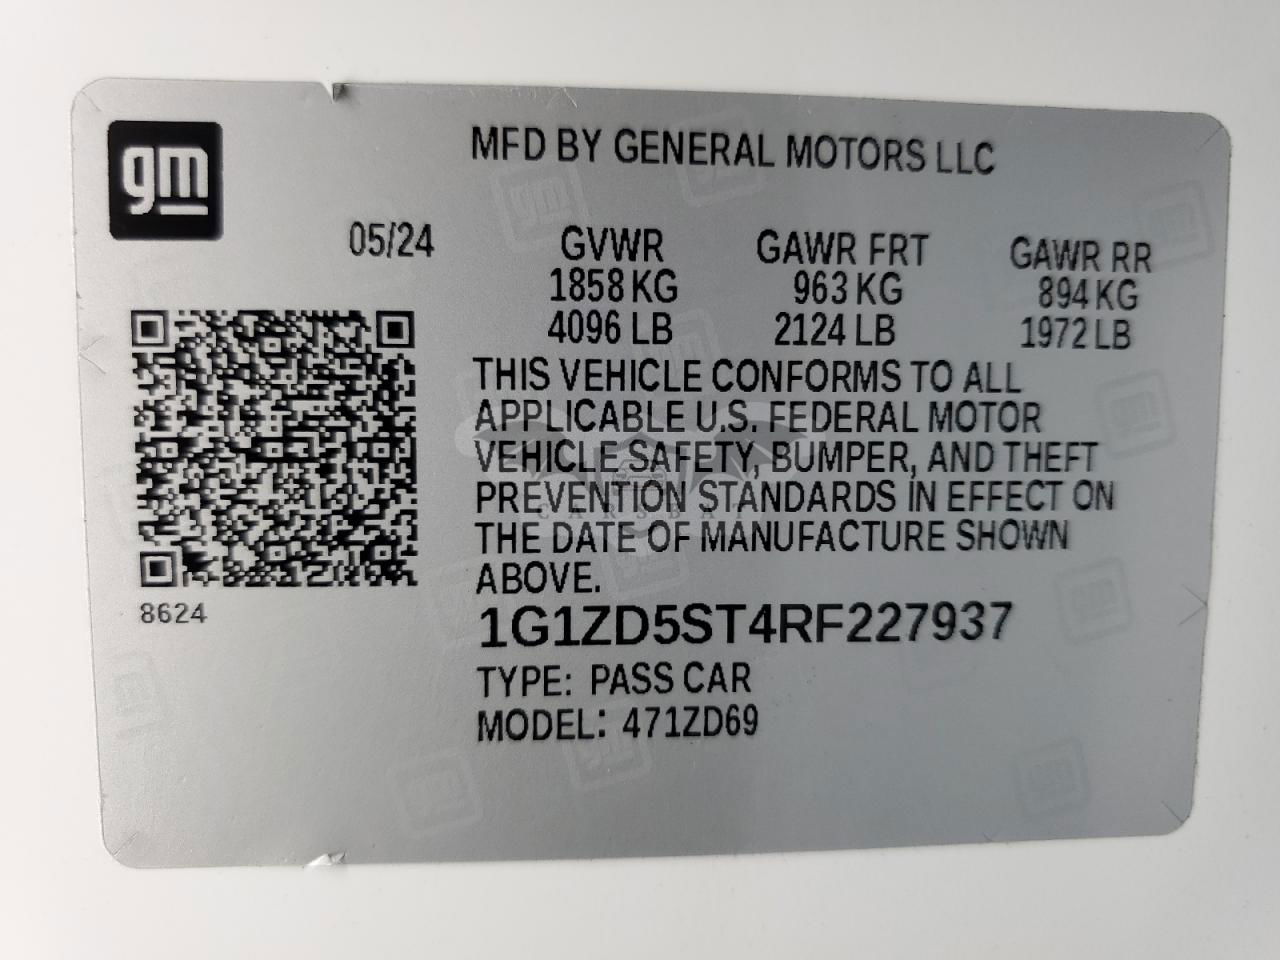 gm
MFD BY GENERAL MOTORS LLC
05/24
GVWR GAWR FRT GAWR RR
1858 KG 963 KG 894 KG
4096 LB 2124 LB 1972 LB
THIS VEHICLE CONFORMS TO ALL
APPLICABLE U.S. FEDERAL MOTOR
VEHICLE SAFETY, BUMPER, AND THEFT
PREVENTION STANDARDS IN EFFECT ON
THE DATE OF MANUFACTURE SHOWN
ABOVE.
CARSBAT
8624
1G1ZD5ST4RF227937
TYPE: PASS CAR
MODEL: 471ZD69